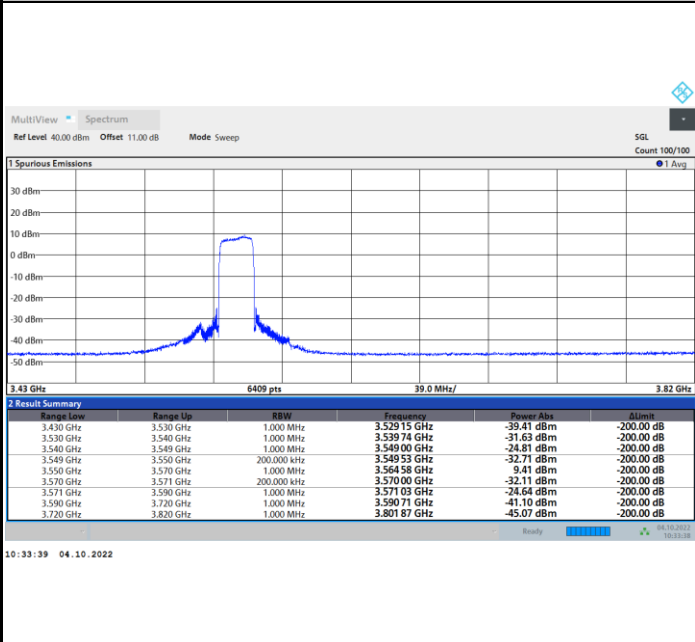 MultiView Spectrum
Ref Level 40.00 dBm Offset 11.00 dB Mode Sweep SGL
Count 100/100
1 Spurious Emissions 1 Avg
30 dBm
20 dBm
10 dBm
0 dBm
-10 dBm
-20 dBm
-30 dBm
-40 dBm
-50 dBm
3.43 GHz 6409 pts 39.0 MHz/ 3.82 GHz
2 Result Summary
Range Low Range Up RBW Frequency Power Abs ΔLimit
3.430 GHz 3.530 GHz 1.000 MHz 3.529 15 GHz -39.41 dBm -200.00 dB
3.530 GHz 3.540 GHz 1.000 MHz 3.539 74 GHz -31.63 dBm -200.00 dB
3.540 GHz 3.549 GHz 1.000 MHz 3.549 00 GHz -24.81 dBm -200.00 dB
3.549 GHz 3.550 GHz 200.000 kHz 3.549 53 GHz -32.71 dBm -200.00 dB
3.550 GHz 3.570 GHz 1.000 MHz 3.564 58 GHz 9.41 dBm -200.00 dB
3.570 GHz 3.571 GHz 200.000 kHz 3.570 00 GHz -32.11 dBm -200.00 dB
3.571 GHz 3.590 GHz 1.000 MHz 3.571 03 GHz -24.64 dBm -200.00 dB
3.590 GHz 3.720 GHz 1.000 MHz 3.590 71 GHz -41.10 dBm -200.00 dB
3.720 GHz 3.820 GHz 1.000 MHz 3.801 87 GHz -45.07 dBm -200.00 dB
Ready 04.10.2022
10:33:38
10:33:39 04.10.2022